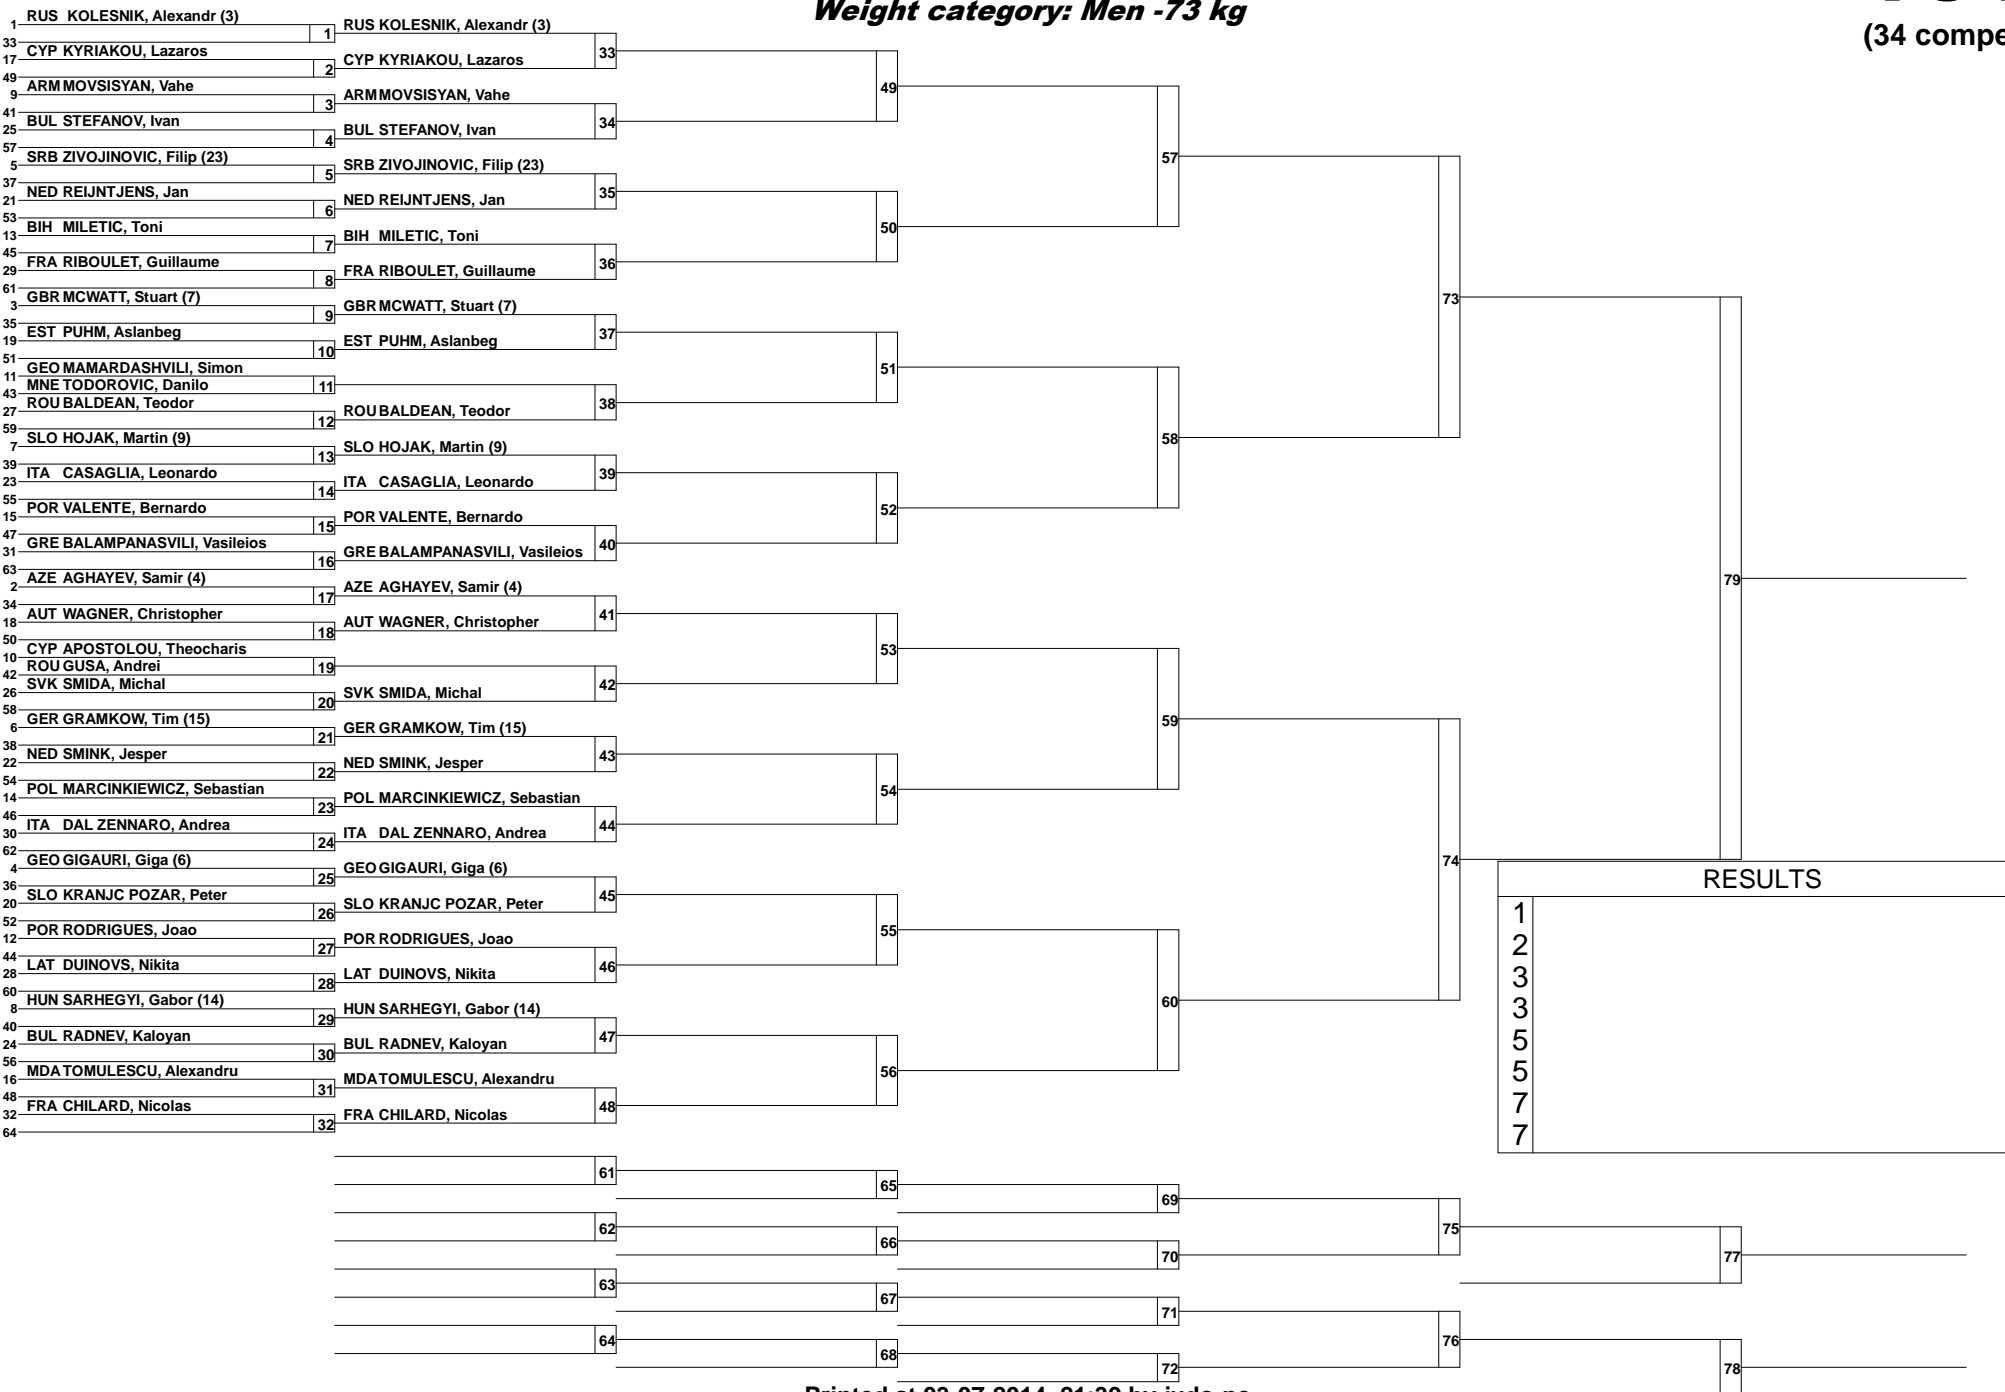 Weight category: Men -73 kg
(34 compe
1 RUS KOLESNIK, Alexandr (3)
33
17 CYP KYRIAKOU, Lazaros
49
9 ARM MOVSISYAN, Vahe
41
25 BUL STEFANOV, Ivan
57
5 SRB ZIVOJINOVIC, Filip (23)
37
21 NED REIJNTJENS, Jan
53
13 BIH MILETIC, Toni
45
29 FRA RIBOULET, Guillaume
61
3 GBR MCWATT, Stuart (7)
35
19 EST PUHM, Aslanbeg
51
11 GEO MAMARDASHVILI, Simon
43 MNE TODOROVIC, Danilo
27 ROU BALDEAN, Teodor
59
7 SLO HOJAK, Martin (9)
39
23 ITA CASAGLIA, Leonardo
55
15 POR VALENTE, Bernardo
47
31 GRE BALAMPANASVILI, Vasileios
63
2 AZE AGHAYEV, Samir (4)
34
18 AUT WAGNER, Christopher
50
10 CYP APOSTOLOU, Theocharis
42 ROU GUSA, Andrei
26 SVK SMIDA, Michal
58
6 GER GRAMKOW, Tim (15)
38
22 NED SMINK, Jesper
54
14 POL MARCINKIEWICZ, Sebastian
46
30 ITA DAL ZENNARO, Andrea
62
4 GEO GIGAURI, Giga (6)
36
20 SLO KRANJC POZAR, Peter
52
12 POR RODRIGUES, Joao
44
28 LAT DUINOVS, Nikita
60
8 HUN SARHEGYI, Gabor (14)
40
24 BUL RADNEV, Kaloyan
56
16 MDA TOMULESCU, Alexandru
48
32 FRA CHILARD, Nicolas
64
1 RUS KOLESNIK, Alexandr (3)
2 CYP KYRIAKOU, Lazaros
3 ARM MOVSISYAN, Vahe
4 BUL STEFANOV, Ivan
5 SRB ZIVOJINOVIC, Filip (23)
6 NED REIJNTJENS, Jan
7 BIH MILETIC, Toni
8 FRA RIBOULET, Guillaume
9 GBR MCWATT, Stuart (7)
10 EST PUHM, Aslanbeg
11
12 ROU BALDEAN, Teodor
13 SLO HOJAK, Martin (9)
14 ITA CASAGLIA, Leonardo
15 POR VALENTE, Bernardo
16 GRE BALAMPANASVILI, Vasileios
17 AZE AGHAYEV, Samir (4)
18 AUT WAGNER, Christopher
19
20 SVK SMIDA, Michal
21 GER GRAMKOW, Tim (15)
22 NED SMINK, Jesper
23 POL MARCINKIEWICZ, Sebastian
24 ITA DAL ZENNARO, Andrea
25 GEO GIGAURI, Giga (6)
26 SLO KRANJC POZAR, Peter
27 POR RODRIGUES, Joao
28 LAT DUINOVS, Nikita
29 HUN SARHEGYI, Gabor (14)
30 BUL RADNEV, Kaloyan
31 MDA TOMULESCU, Alexandru
32 FRA CHILARD, Nicolas
33
34
35
36
37
38
39
40
41
42
43
44
45
46
47
48
49
50
51
52
53
54
55
56
57
58
59
60
73
74
79
RESULTS
1
2
3
3
5
5
7
7
61
62
63
64
65
66
67
68
69
70
71
72
75
76
77
78
Printed at 03-07-2014, 21:39 by